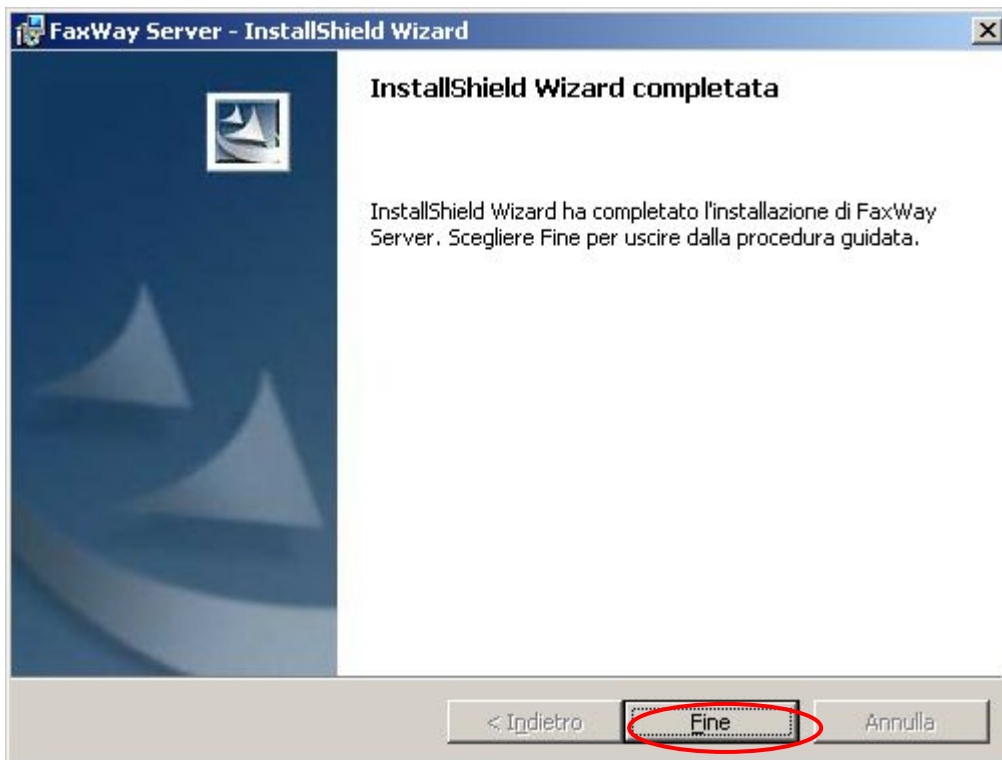 FaxWay Server - InstallShield Wizard
InstallShield Wizard completata
InstallShield Wizard ha completato l'installazione di FaxWay
Server. Scegliere Fine per uscire dalla procedura guidata.
< Indietro
Fine
Annulla